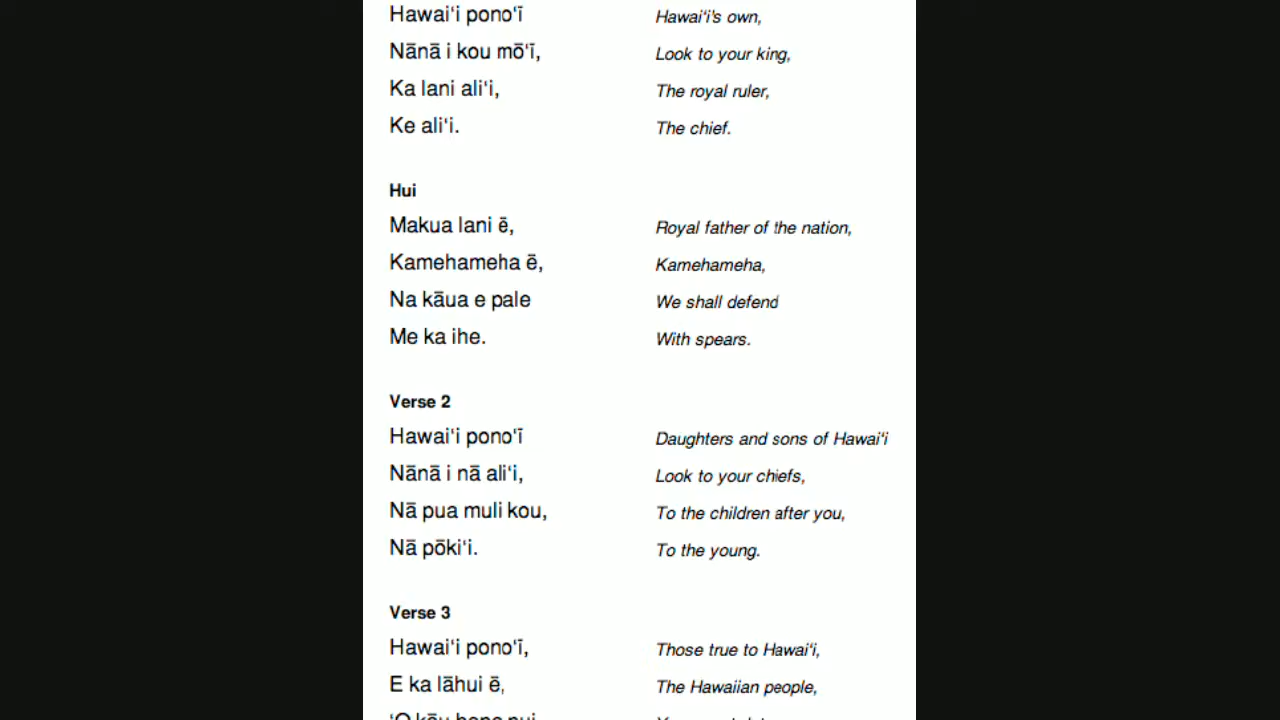 Hawaiʻi ponoʻī Hawaiʻi's own,
Nānā i kou mōʻī, Look to your king,
Ka lani aliʻi, The royal ruler,
Ke aliʻi. The chief.
Hui
Makua lani ē, Royal father of the nation,
Kamehameha ē, Kamehameha,
Na kāua e pale We shall defend
Me ka ihe. With spears.
Verse 2
Hawaiʻi ponoʻī Daughters and sons of Hawaiʻi
Nānā i nā aliʻi, Look to your chiefs,
Nā pua muli kou, To the children after you,
Nā pōkiʻi. To the young.
Verse 3
Hawaiʻi ponoʻī, Those true to Hawaiʻi,
E ka lāhui ē, The Hawaiian people,